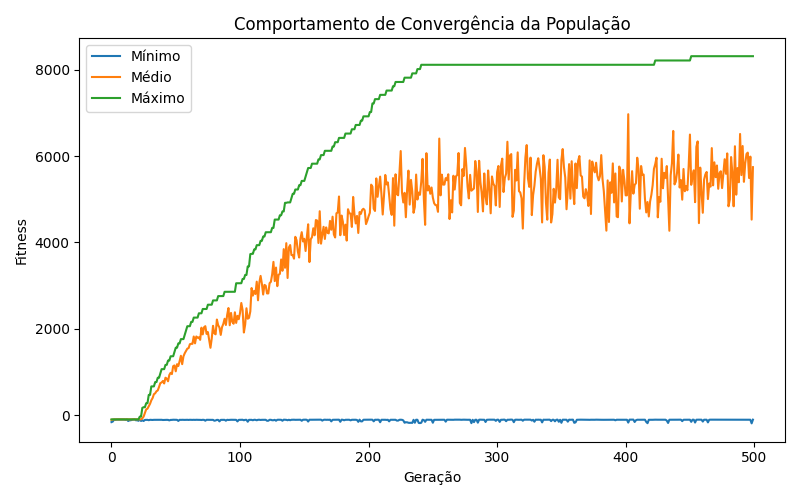 Comportamento de Convergência da População
Mínimo
Médio
Máximo
Fitness
8000
6000
4000
2000
0
0 100 200 300 400 500
Geração